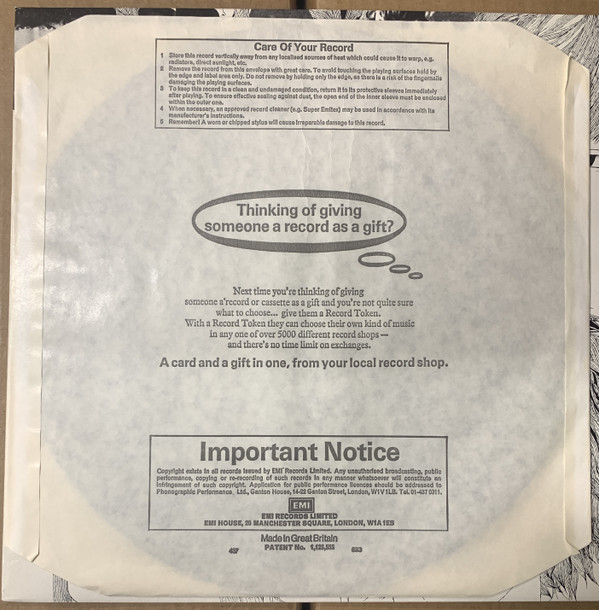 Care Of Your Record
1 Store this record vertically away from any localised sources of heat which could cause it to warp, e.g.
radiators, direct sunlight, etc.
2 Remove the record from this envelope with great care. To avoid touching the playing surfaces hold by
the edge and label area only. Do not remove by holding only the edge, as there is a risk of the fingernails
damaging the playing surfaces.
3 To keep this record in a clean and undamaged condition, return it to its protective sleeves immediately
after playing. To ensure effective sealing against dust, the open end of the inner sleeve must be enclosed
within the outer one.
4 When necessary, an approved record cleaner (e.g. Super Emitex) may be used in accordance with its
manufacturer's instructions.
5 Remember! A worn or chipped stylus will cause irreparable damage to this record.
Thinking of giving
someone a record as a gift?
Next time you're thinking of giving
someone a record or cassette as a gift and you're not quite sure
what to choose... give them a Record Token.
With a Record Token they can choose their own kind of music
in any one of over 5000 different record shops —
and there's no time limit on exchanges.
A card and a gift in one, from your local record shop.
Important Notice
Copyright exists in all records issued by EMI Records Limited. Any unauthorised broadcasting, public
performance, copying or re-recording of such records in any manner whatsoever will constitute an
infringement of such copyright. Application for public performance licences should be addressed to
Phonographic Performance, Ltd., Ganton House, 14-22 Ganton Street, London, W1V 1LB. Tel. 01-437 0311.
EMI
EMI RECORDS LIMITED
EMI HOUSE, 20 MANCHESTER SQUARE, LONDON, W1A 1ES
Made in Great Britain
PATENT No. 1,125,555